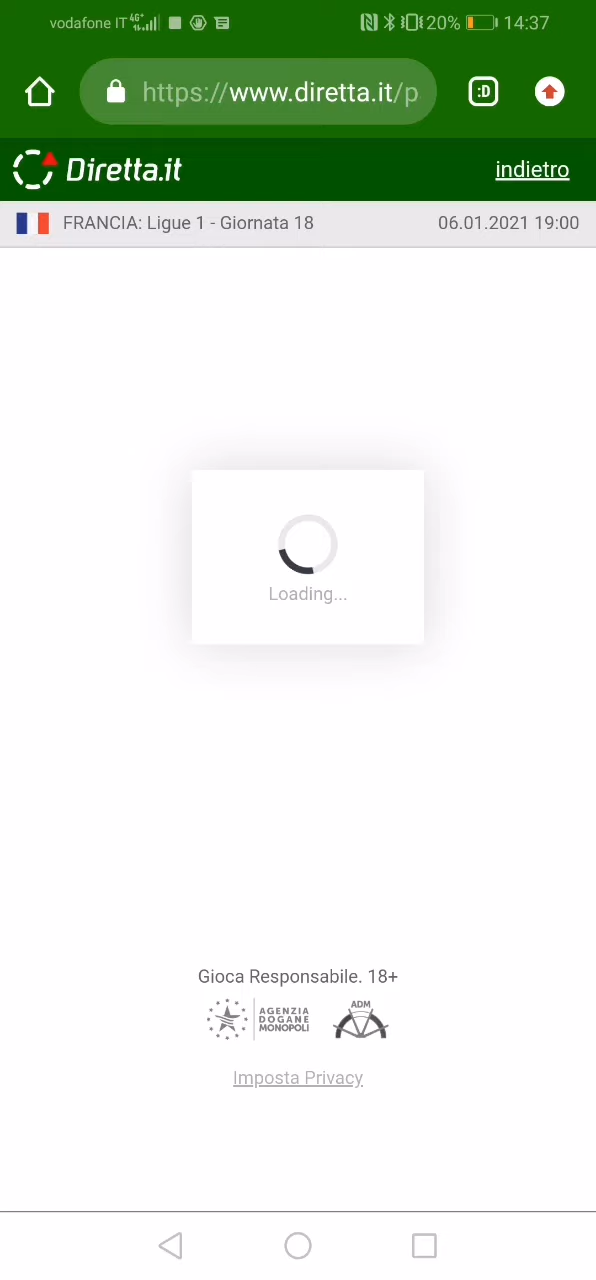 vodafone IT 4G+ 20% 14:37
https://www.diretta.it/p :D
Diretta.it indietro
FRANCIA: Ligue 1 - Giornata 18 06.01.2021 19:00
Loading...
Gioca Responsabile. 18+
AGENZIA
DOGANE
MONOPOLI
ADM
Imposta Privacy